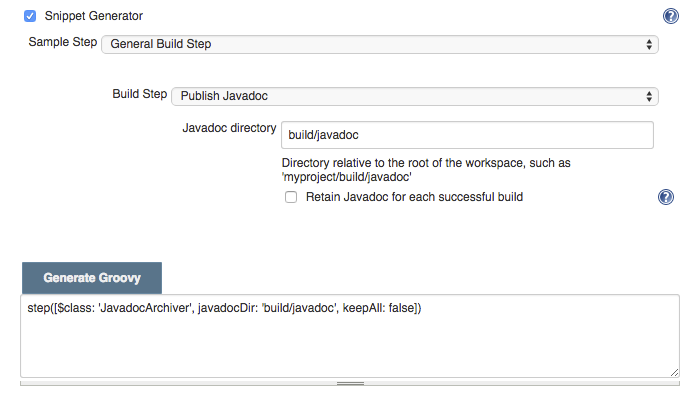 Snippet Generator
Sample Step General Build Step
Build Step Publish Javadoc
Javadoc directory build/javadoc
Directory relative to the root of the workspace, such as
'myproject/build/javadoc'
Retain Javadoc for each successful build
Generate Groovy
step([$class: 'JavadocArchiver', javadocDir: 'build/javadoc', keepAll: false])